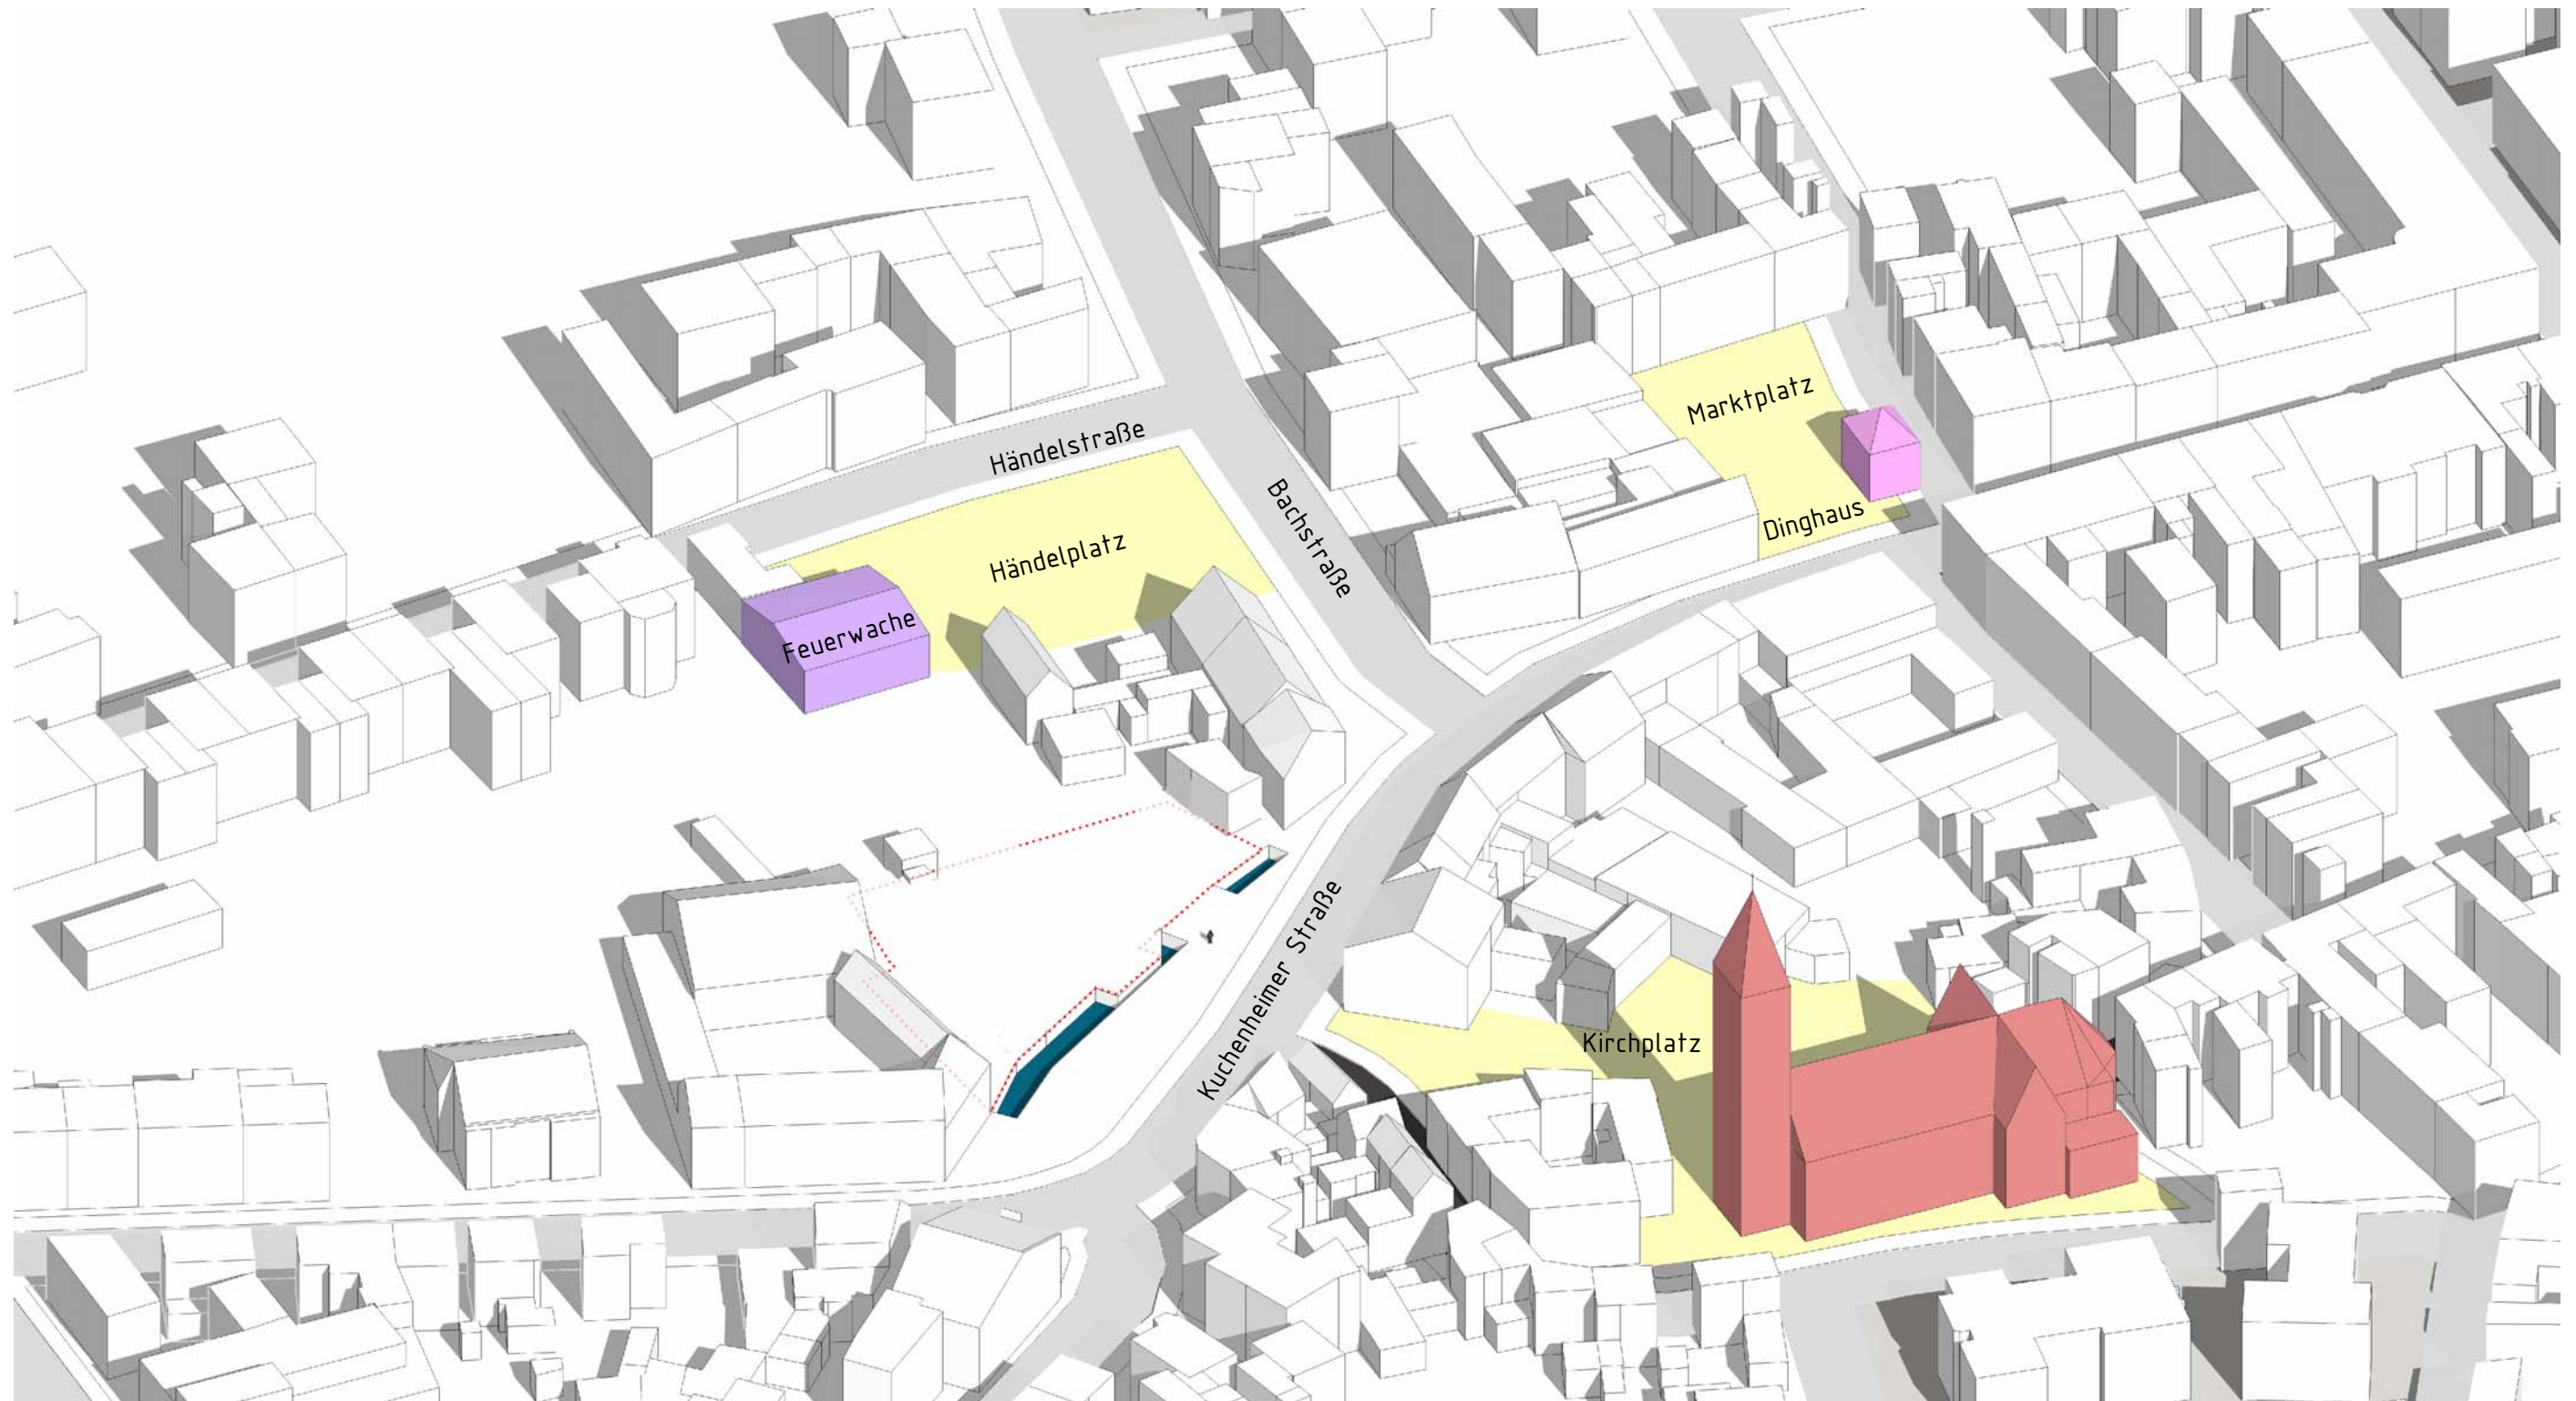 Marktplatz
Händelstraße
Bachstraße
Dinghaus
Händelplatz
Feuerwache
Kuchenheimer Straße
Kirchplatz